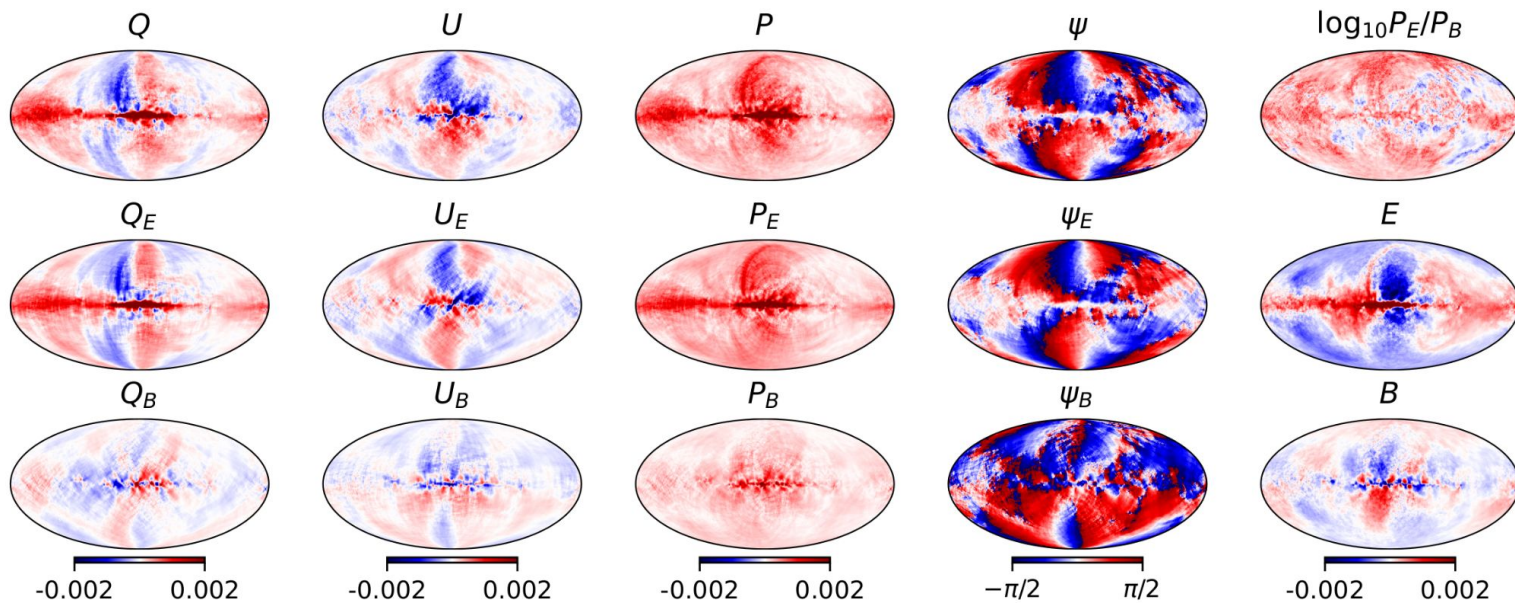 Q U P ψ log₁₀P_E/P_B
Q_E U_E P_E ψ_E E
Q_B U_B P_B ψ_B B
-0.002 0.002 -0.002 0.002 -0.002 0.002 −π/2 π/2 -0.002 0.002